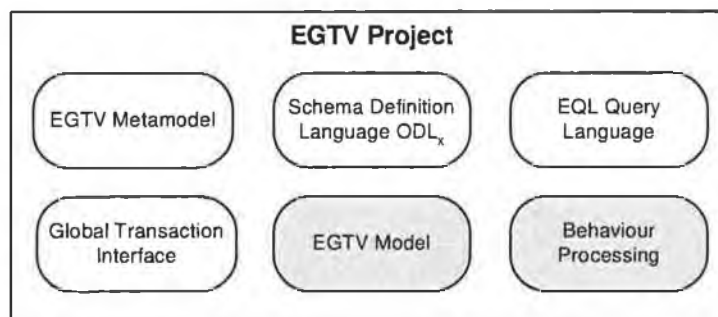 EGTV Project
EGTV Metamodel
Schema Definition
Language ODLx
EQL Query
Language
Global Transaction
Interface
EGTV Model
Behaviour
Processing